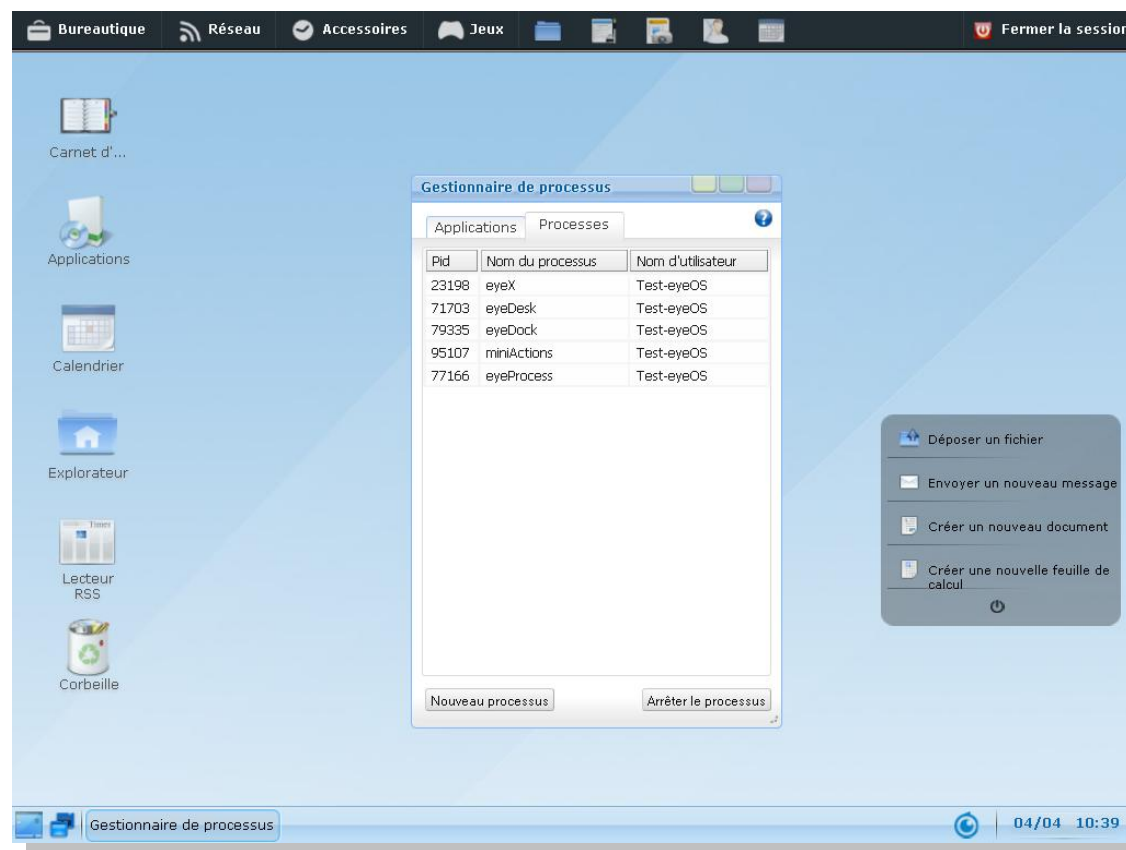 Bureautique Réseau Accessoires Jeux Fermer la session
Carnet d'...
Applications
Calendrier
Explorateur
Times
Lecteur
RSS
Corbeille
Gestionnaire de processus
Applications Processes
Pid Nom du processus Nom d'utilisateur
23198 eyeX Test-eyeOS
71703 eyeDesk Test-eyeOS
79335 eyeDock Test-eyeOS
95107 miniActions Test-eyeOS
77166 eyeProcess Test-eyeOS
Nouveau processus Arrêter le processus
Déposer un fichier
Envoyer un nouveau message
Créer un nouveau document
Créer une nouvelle feuille de
calcul
Gestionnaire de processus 04/04 10:39